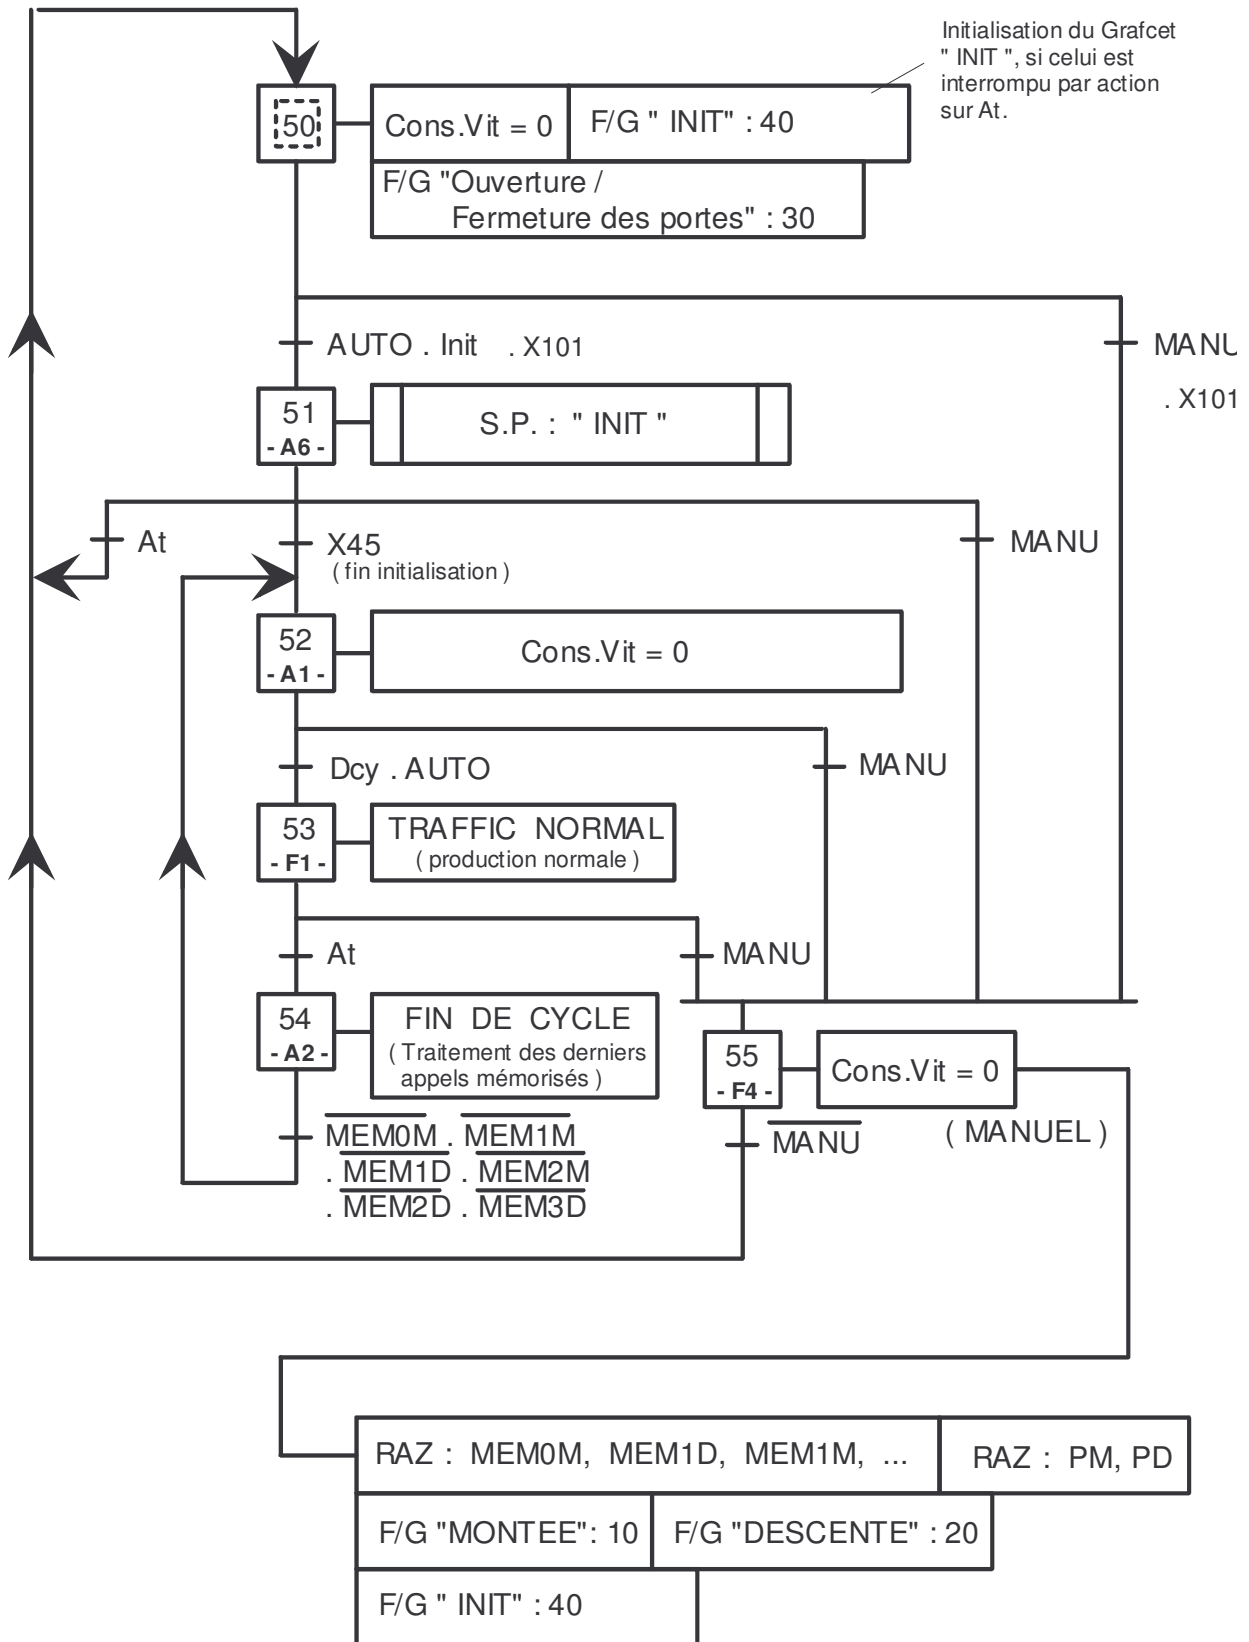 Initialisation du Grafcet
" INIT ", si celui est
interrompu par action
sur At.
50
Cons.Vit = 0
F/G " INIT" : 40
F/G "Ouverture /
Fermeture des portes" : 30
AUTO . Init . X101
MANU
. X101
51
- A6 -
S.P. : " INIT "
At
X45
( fin initialisation )
MANU
52
- A1 -
Cons.Vit = 0
Dcy . AUTO
MANU
53
- F1 -
TRAFFIC NORMAL
( production normale )
At
MANU
54
- A2 -
FIN DE CYCLE
( Traitement des derniers
appels mémorisés )
55
- F4 -
Cons.Vit = 0
( MANUEL )
MANU
MEM0M . MEM1M
. MEM1D . MEM2M
. MEM2D . MEM3D
RAZ : MEM0M, MEM1D, MEM1M, ...
RAZ : PM, PD
F/G "MONTEE": 10
F/G "DESCENTE" : 20
F/G " INIT" : 40